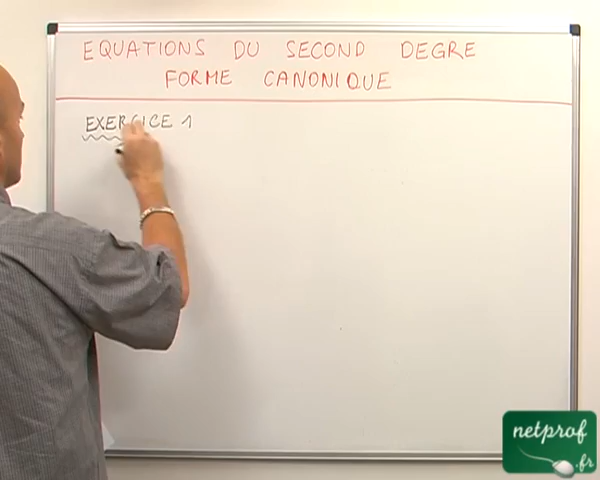 EQUATIONS DU SECOND DEGRE
FORME CANONIQUE
EXERCICE 1
netprof
.fr